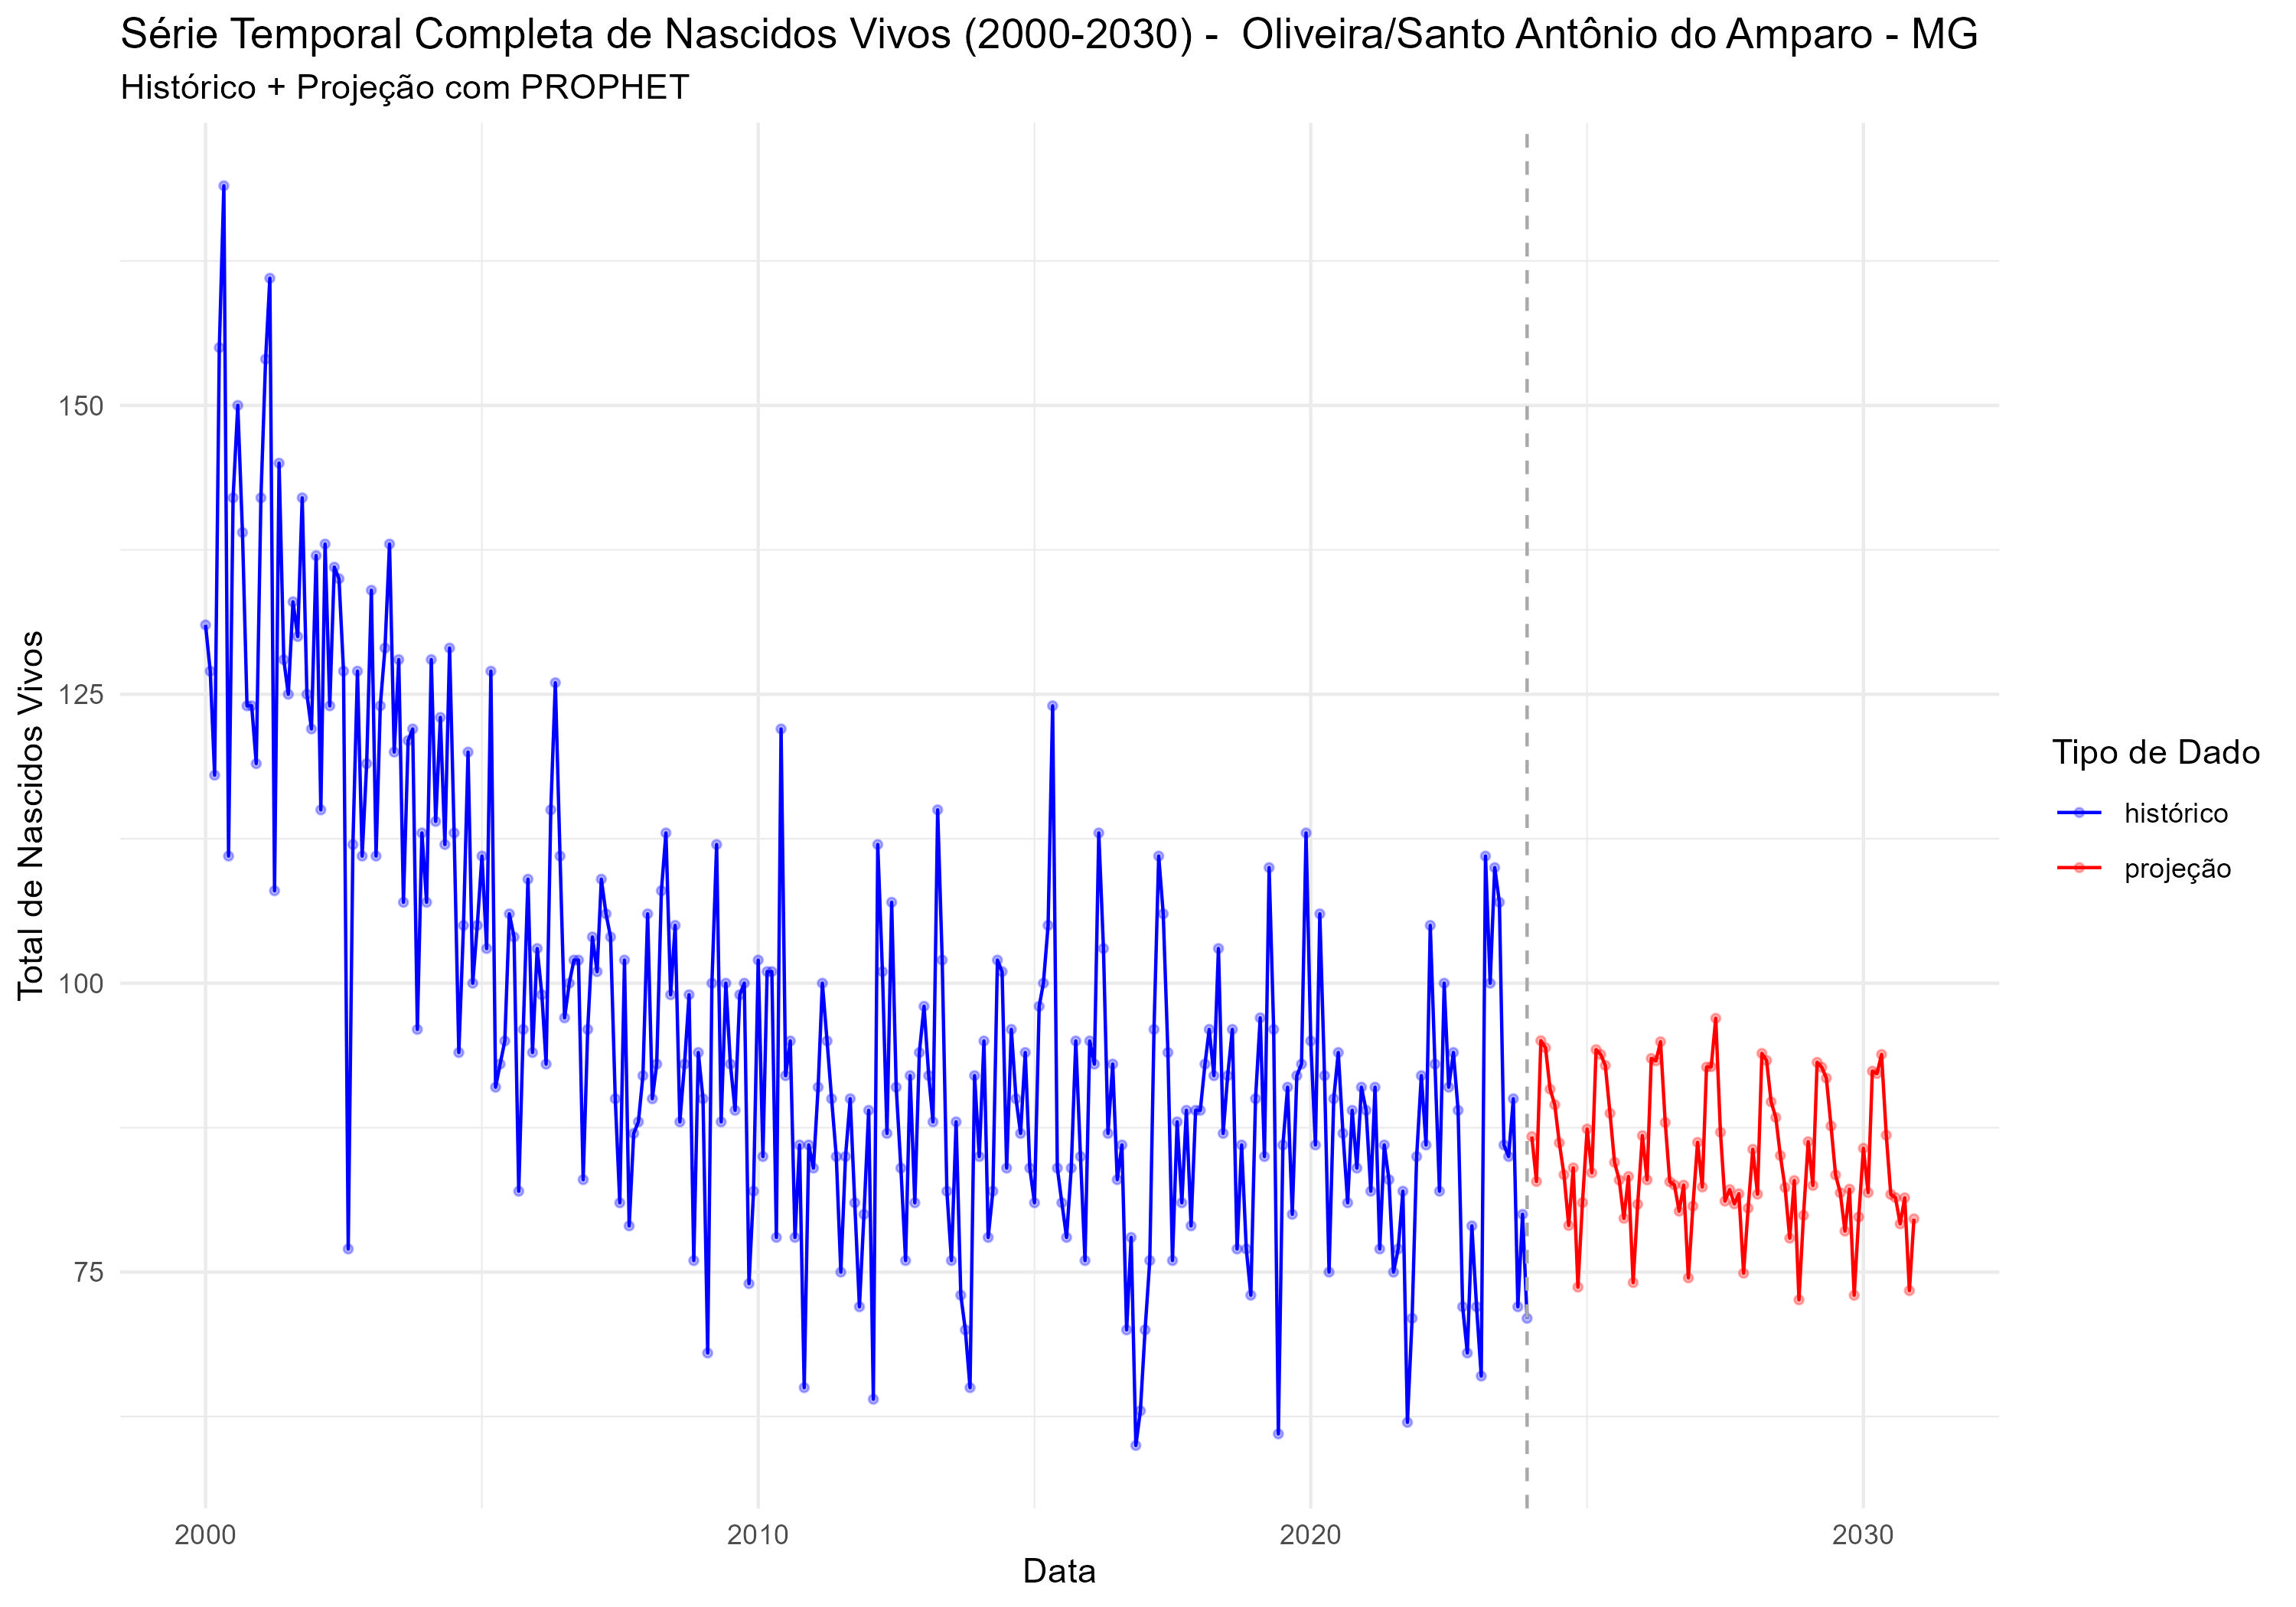 Série Temporal Completa de Nascidos Vivos (2000-2030) -  Oliveira/Santo Antônio do Amparo - MG
Histórico + Projeção com PROPHET
Total de Nascidos Vivos
150
125
100
75
2000
2010
2020
2030
Data
Tipo de Dado
histórico
projeção